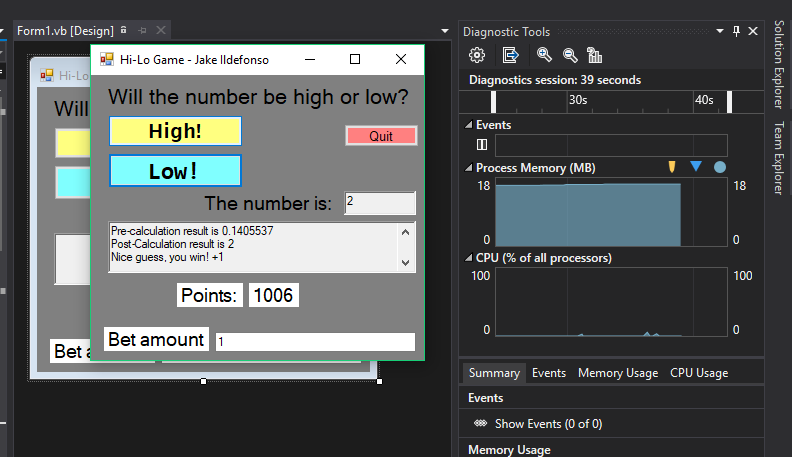 Form1.vb [Design]
Hi-Lo
Will
Bet a
Hi-Lo Game - Jake Ildefonso
Will the number be high or low?
High!
Quit
Low!
The number is:
2
Pre-calculation result is 0.1405537
Post-Calculation result is 2
Nice guess, you win! +1
Points:
1006
Bet amount
1
Diagnostic Tools
Diagnostics session: 39 seconds
30s
40s
Events
Process Memory (MB)
18
18
0
0
CPU (% of all processors)
100
100
0
0
Summary
Events
Memory Usage
CPU Usage
Events
Show Events (0 of 0)
Memory Usage
Solution Explorer
Team Explorer